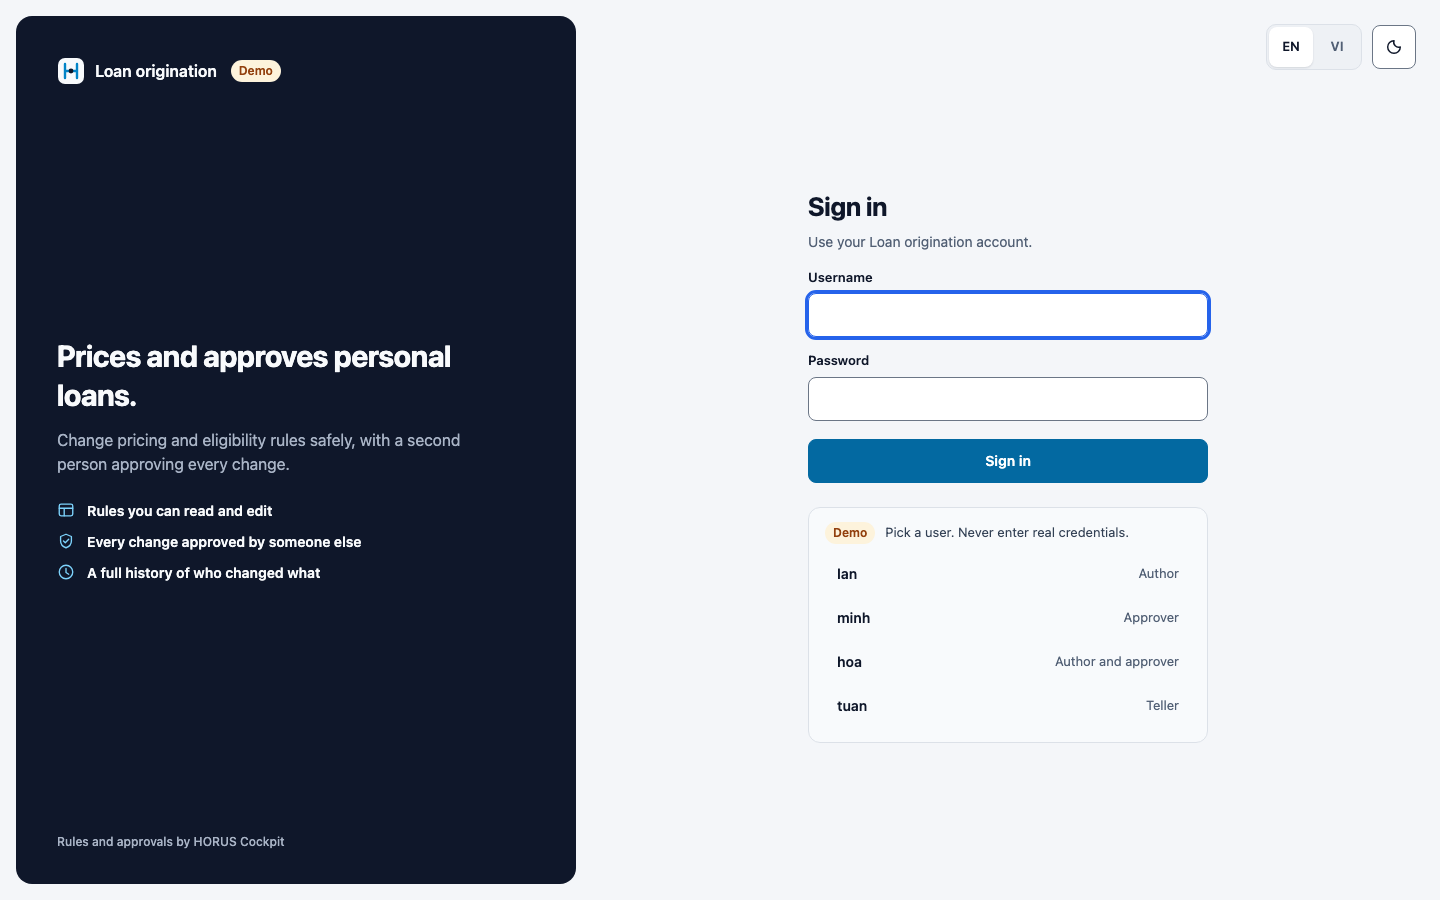 Loan origination Demo
EN VI
Prices and approves personal
loans.
Change pricing and eligibility rules safely, with a second
person approving every change.
Rules you can read and edit
Every change approved by someone else
A full history of who changed what
Rules and approvals by HORUS Cockpit
Sign in
Use your Loan origination account.
Username
Password
Sign in
Demo Pick a user. Never enter real credentials.
lan Author
minh Approver
hoa Author and approver
tuan Teller